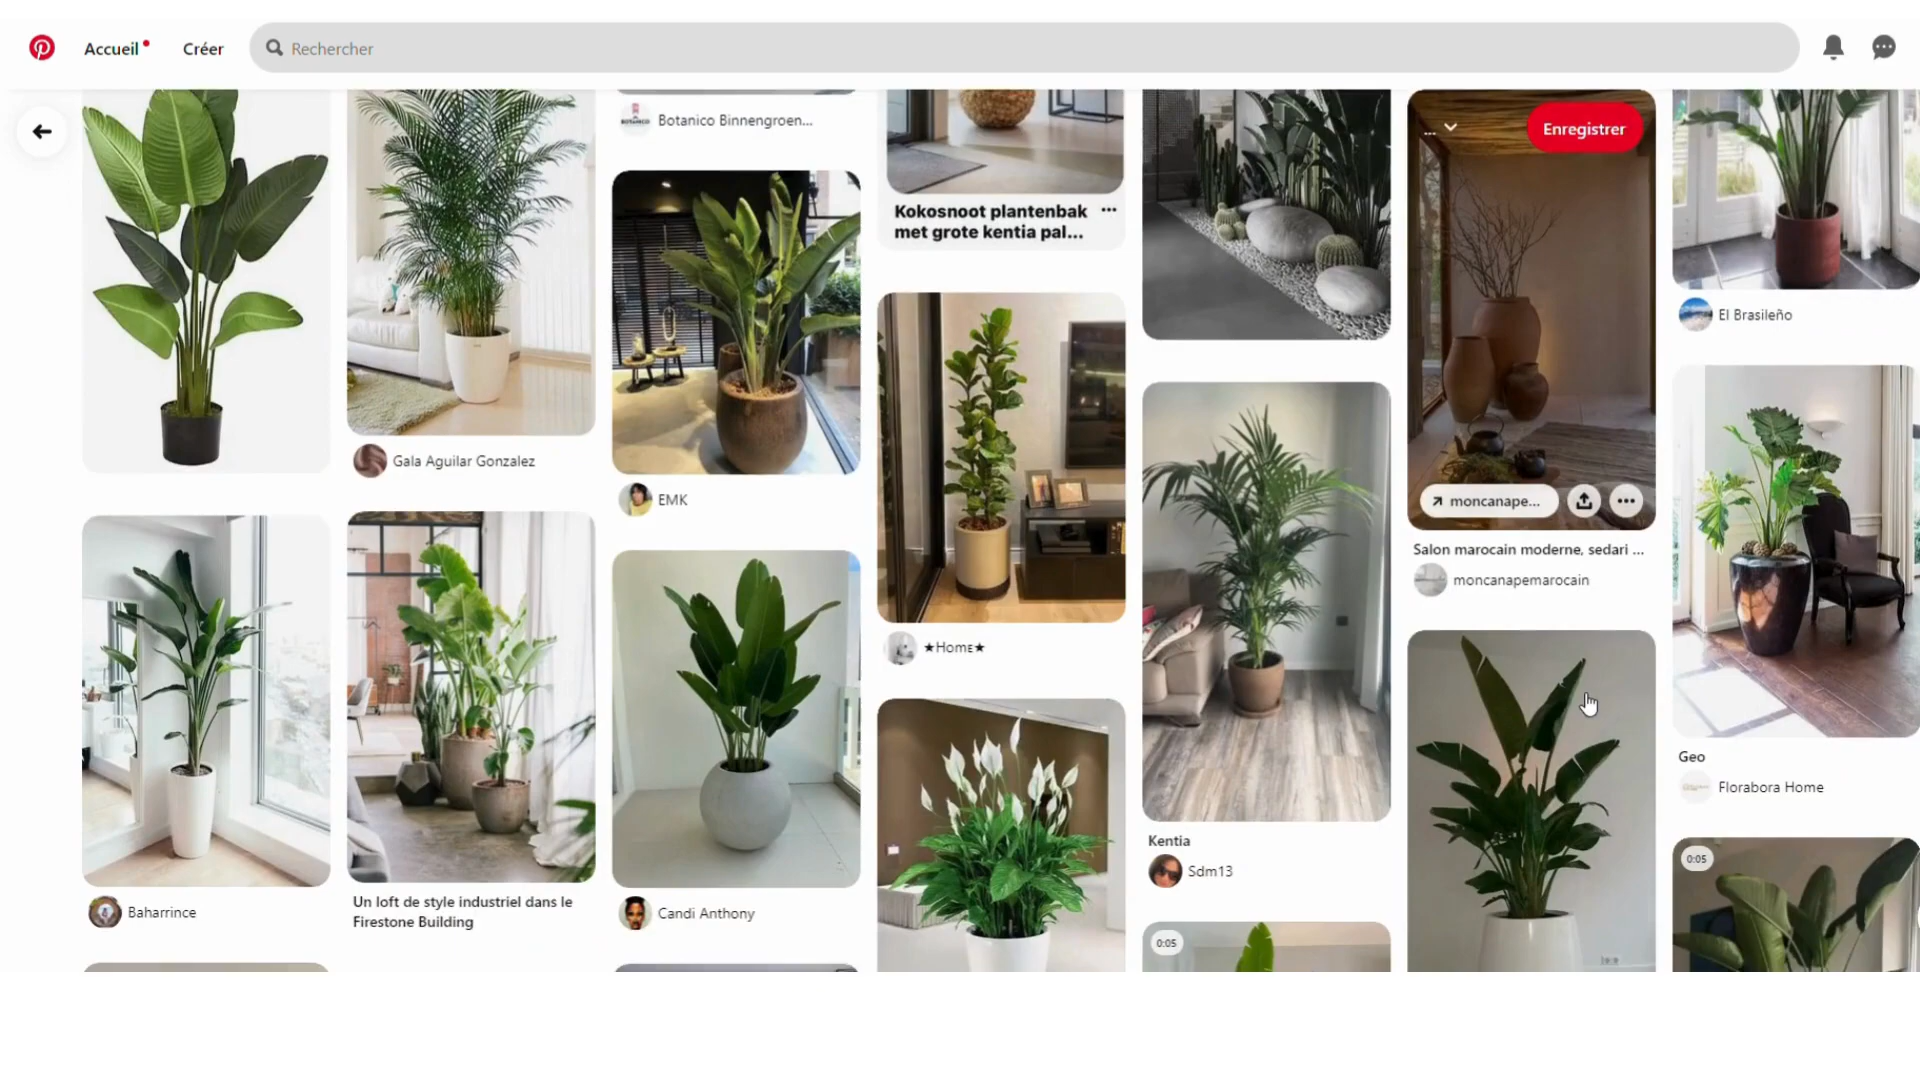 Accueil
Créer
Rechercher
Botanico Binnengroen...
Kokosnoot plantenbak
met grote kentia pal...
Enregistrer
El Brasileño
Gala Aguilar Gonzalez
EMK
moncanape...
Salon marocain moderne, sedari ...
moncanapemarocain
★Home★
Geo
Florabora Home
Kentia
Sdm13
0:05
Baharrince
Un loft de style industriel dans le
Firestone Building
Candi Anthony
0:05